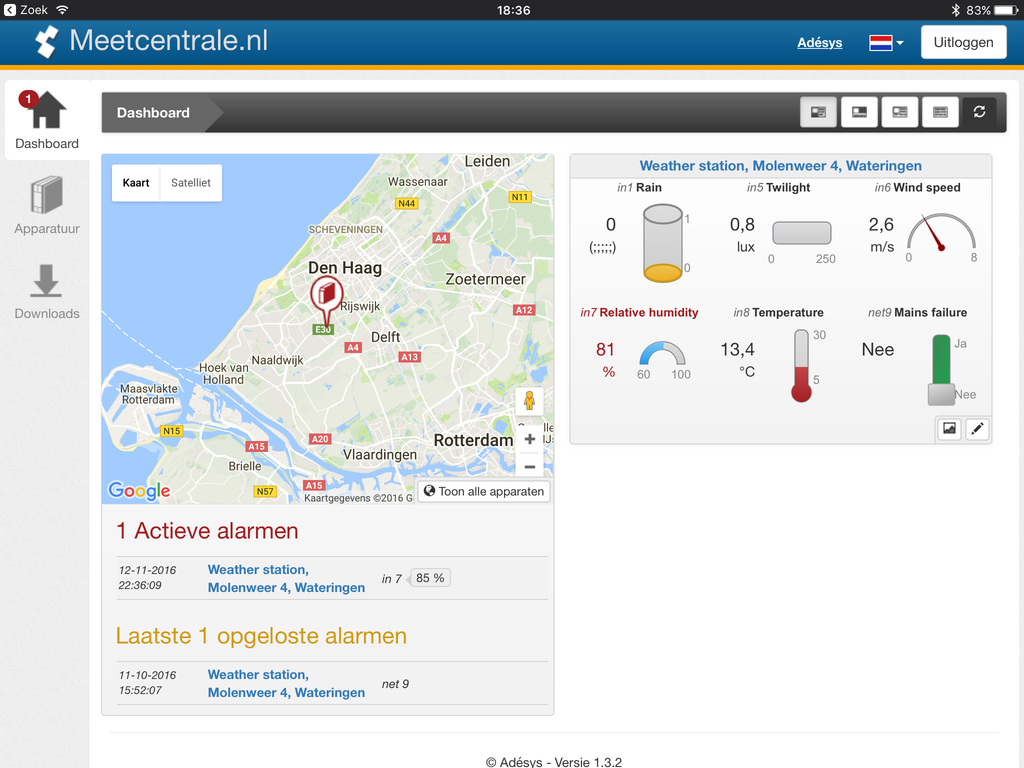 Zoek
18:36
83%
Meetcentrale.nl
Adésys
Uitloggen
1
Dashboard
Apparatuur
Downloads
Dashboard
Kaart
Satelliet
Leiden
Wassenaar
N11
N44
SCHEVENINGEN
A4
Den Haag
Zoetermeer
Rijswijk
A12
E30
Delft
A4
A13
Naaldwijk
Hoek van
Holland
Maasvlakte
Rotterdam
N15
A20
Rotterdam
A15
Vlaardingen
Brielle
N57
A15
Google
Kaartgegevens ©2016 G
Toon alle apparaten
1 Actieve alarmen
12-11-2016
22:36:09
Weather station,
Molenweer 4, Wateringen
in 7
85 %
Laatste 1 opgeloste alarmen
11-10-2016
15:52:07
Weather station,
Molenweer 4, Wateringen
net 9
Weather station, Molenweer 4, Wateringen
in1 Rain
0
(;;;;;)
1
0
in5 Twilight
0,8
lux
0
250
in6 Wind speed
2,6
m/s
0
8
in7 Relative humidity
81
%
60
100
in8 Temperature
13,4
°C
30
5
net9 Mains failure
Nee
Ja
Nee
© Adésys - Versie 1.3.2